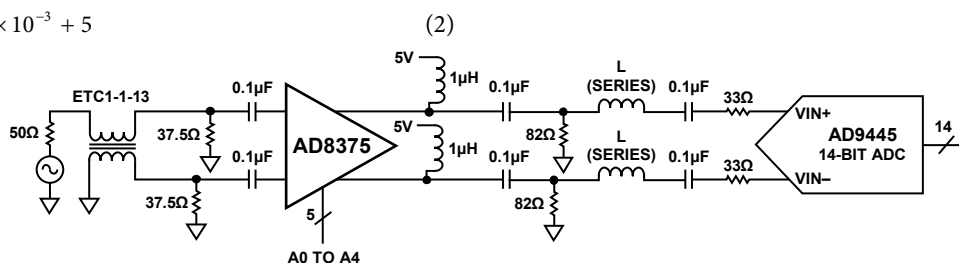 × 10⁻³ + 5
(2)
5V
1µH
L
(SERIES)
ETC1-1-13
0.1µF
0.1µF
0.1µF
33Ω
50Ω
37.5Ω
AD8375
5V
1µH
82Ω
L
(SERIES)
VIN+
AD9445
14-BIT ADC
14
0.1µF
0.1µF
0.1µF
33Ω
VIN–
37.5Ω
5
82Ω
A0 TO A4